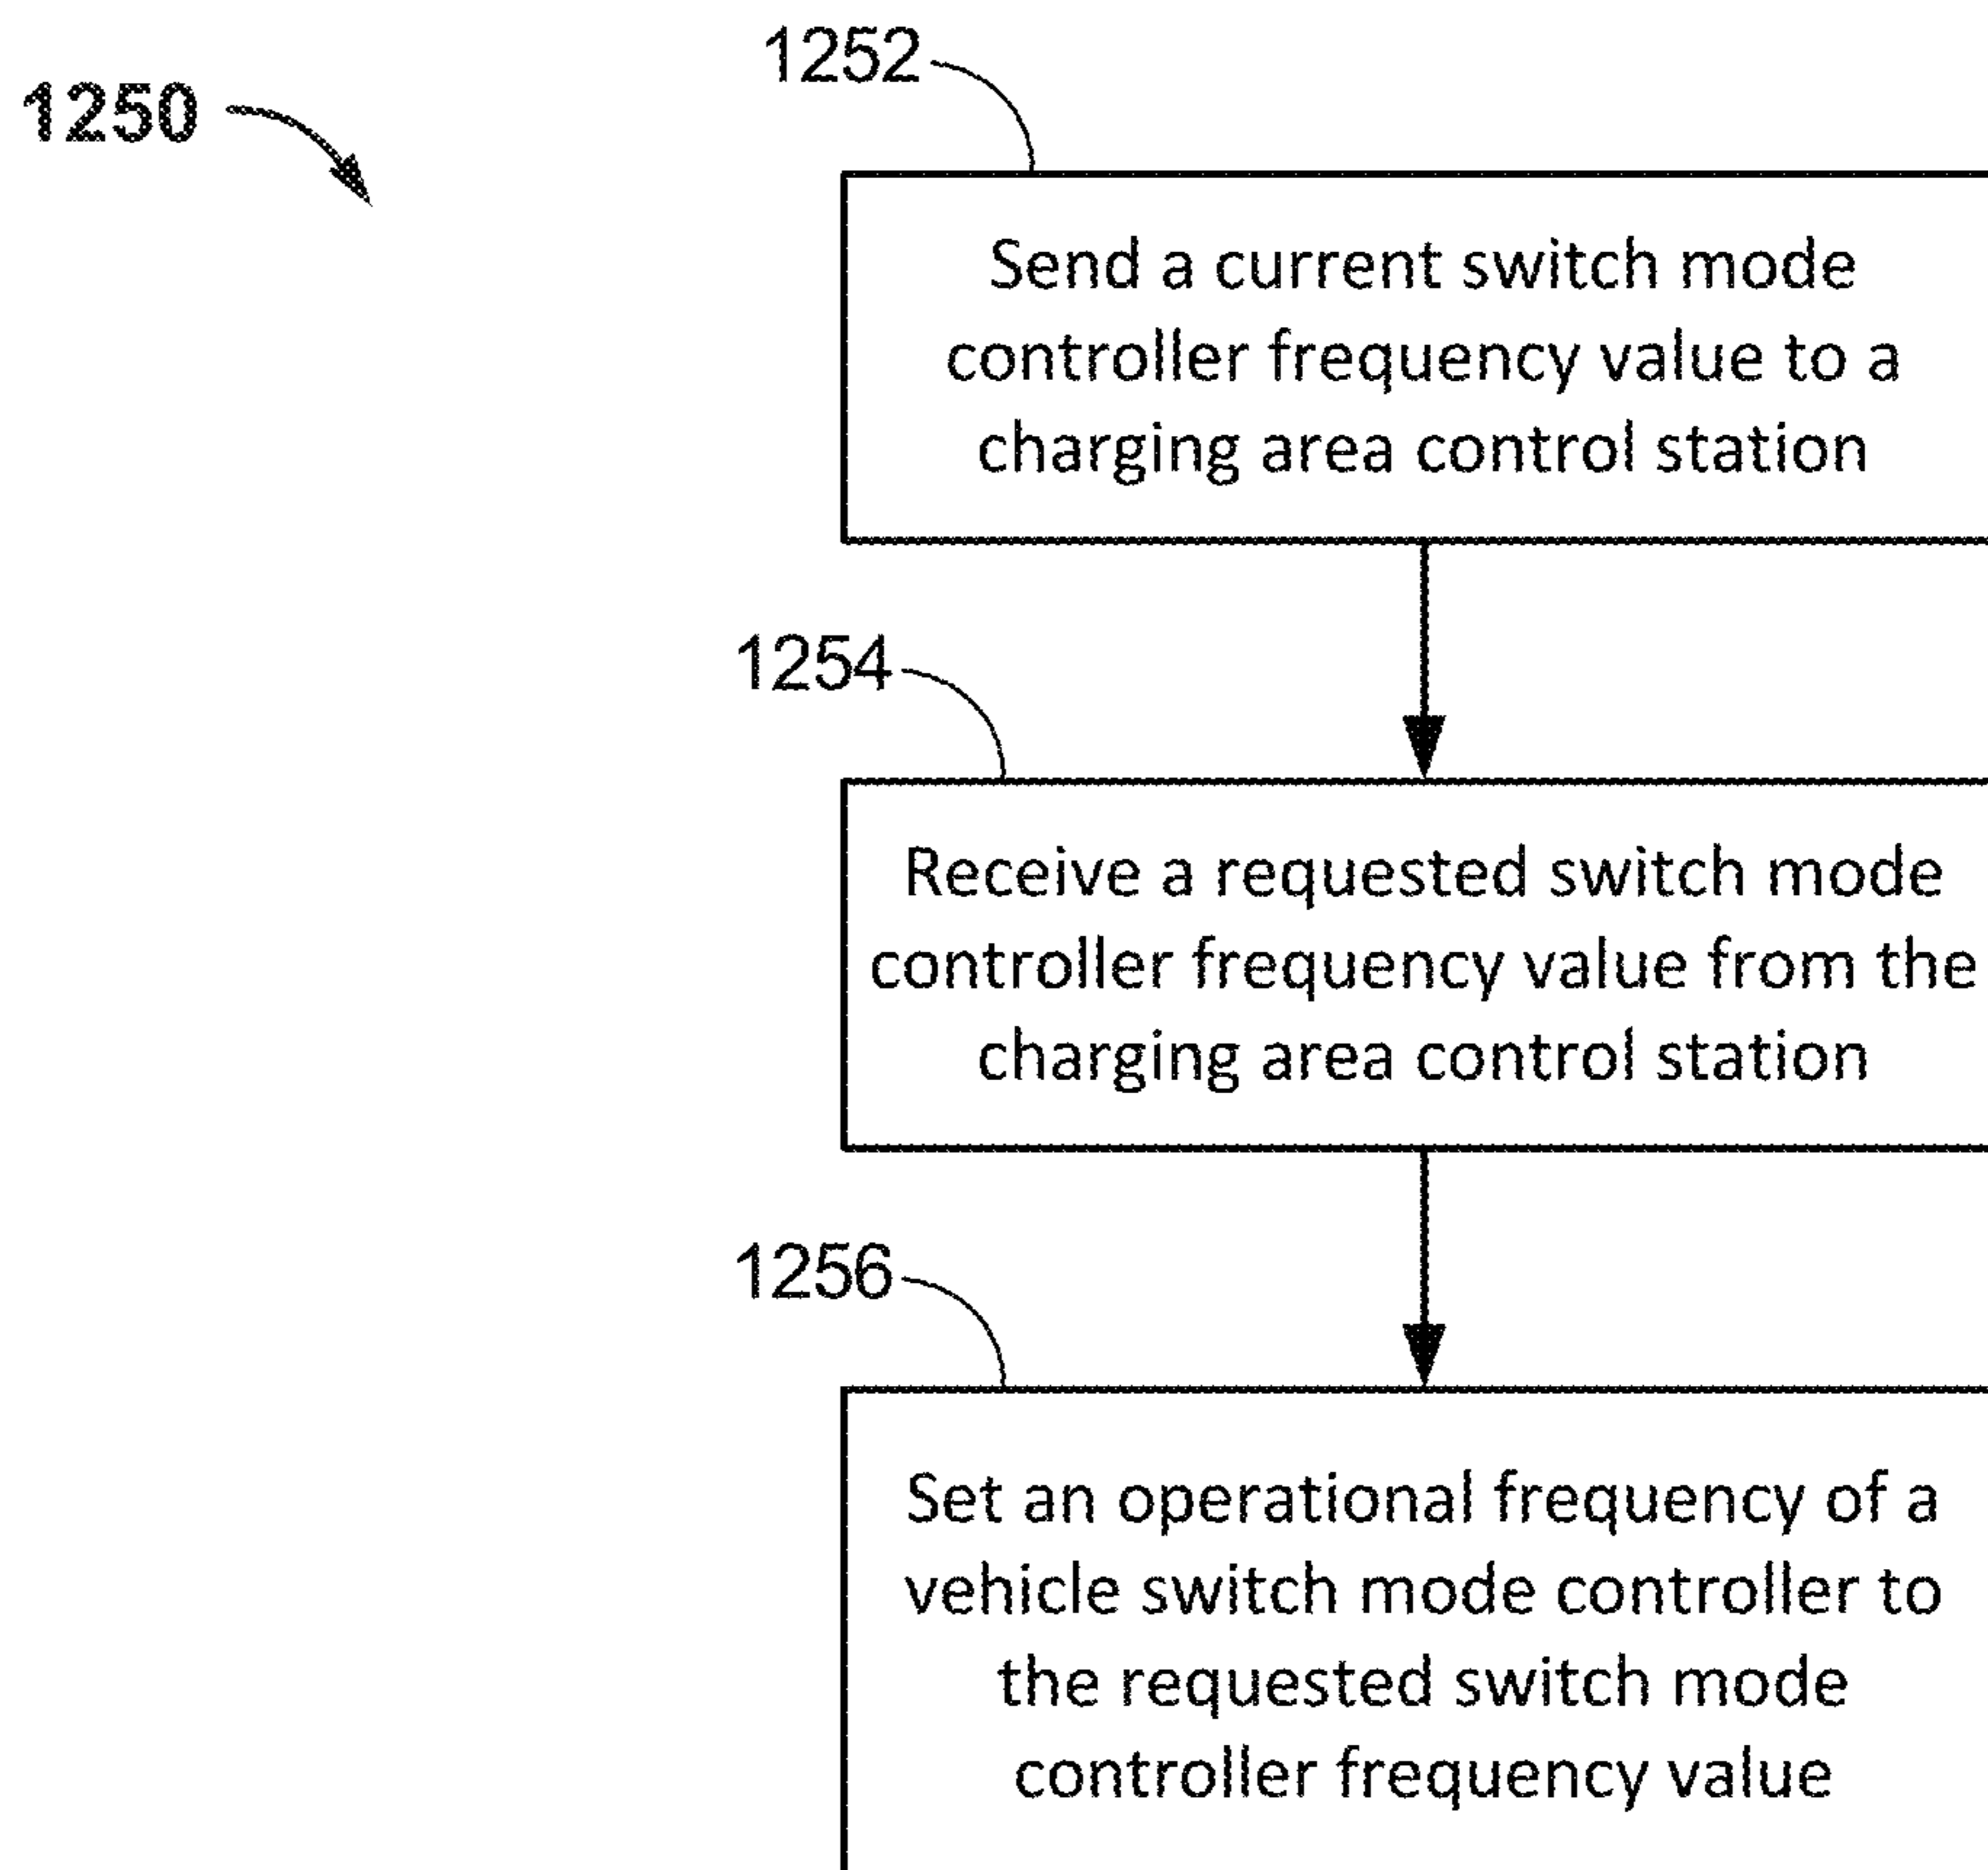 1250
1252
Send a current switch mode
controller frequency value to a
charging area control station
1254
Receive a requested switch mode
controller frequency value from the
charging area control station
1256
Set an operational frequency of a
vehicle switch mode controller to
the requested switch mode
controller frequency value